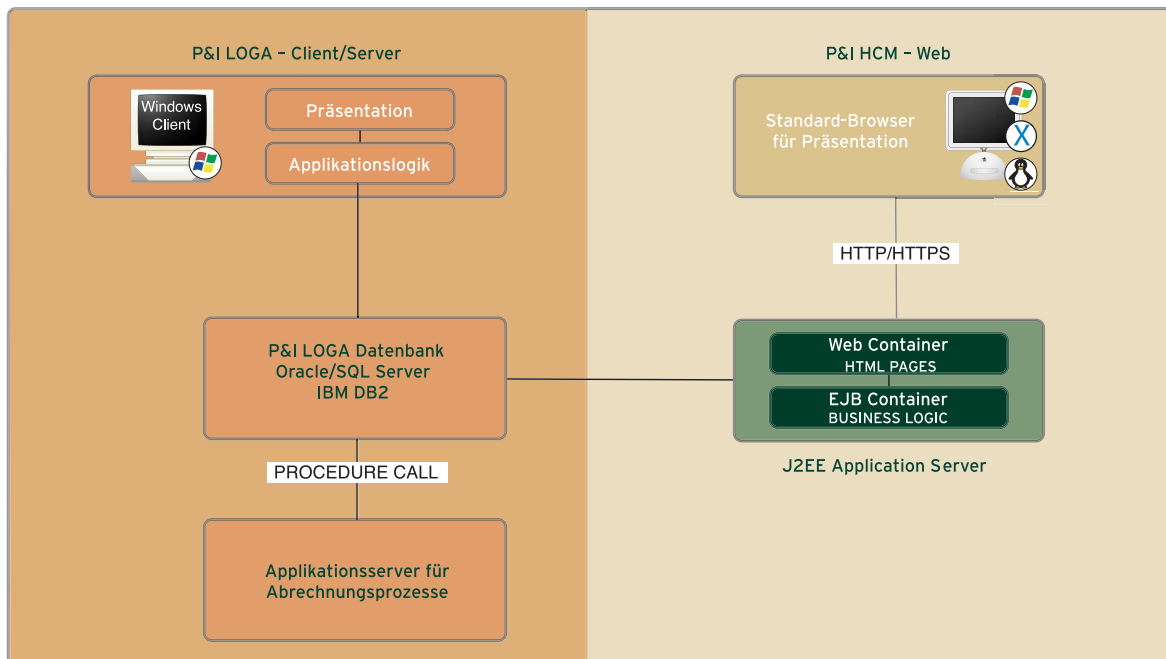 P&I LOGA – Client/Server
Windows
Client
Präsentation
Applikationslogik
P&I LOGA Datenbank
Oracle/SQL Server
IBM DB2
PROCEDURE CALL
Applikationsserver für
Abrechnungsprozesse
P&I HCM – Web
Standard-Browser
für Präsentation
X
HTTP/HTTPS
Web Container
HTML PAGES
EJB Container
BUSINESS LOGIC
J2EE Application Server